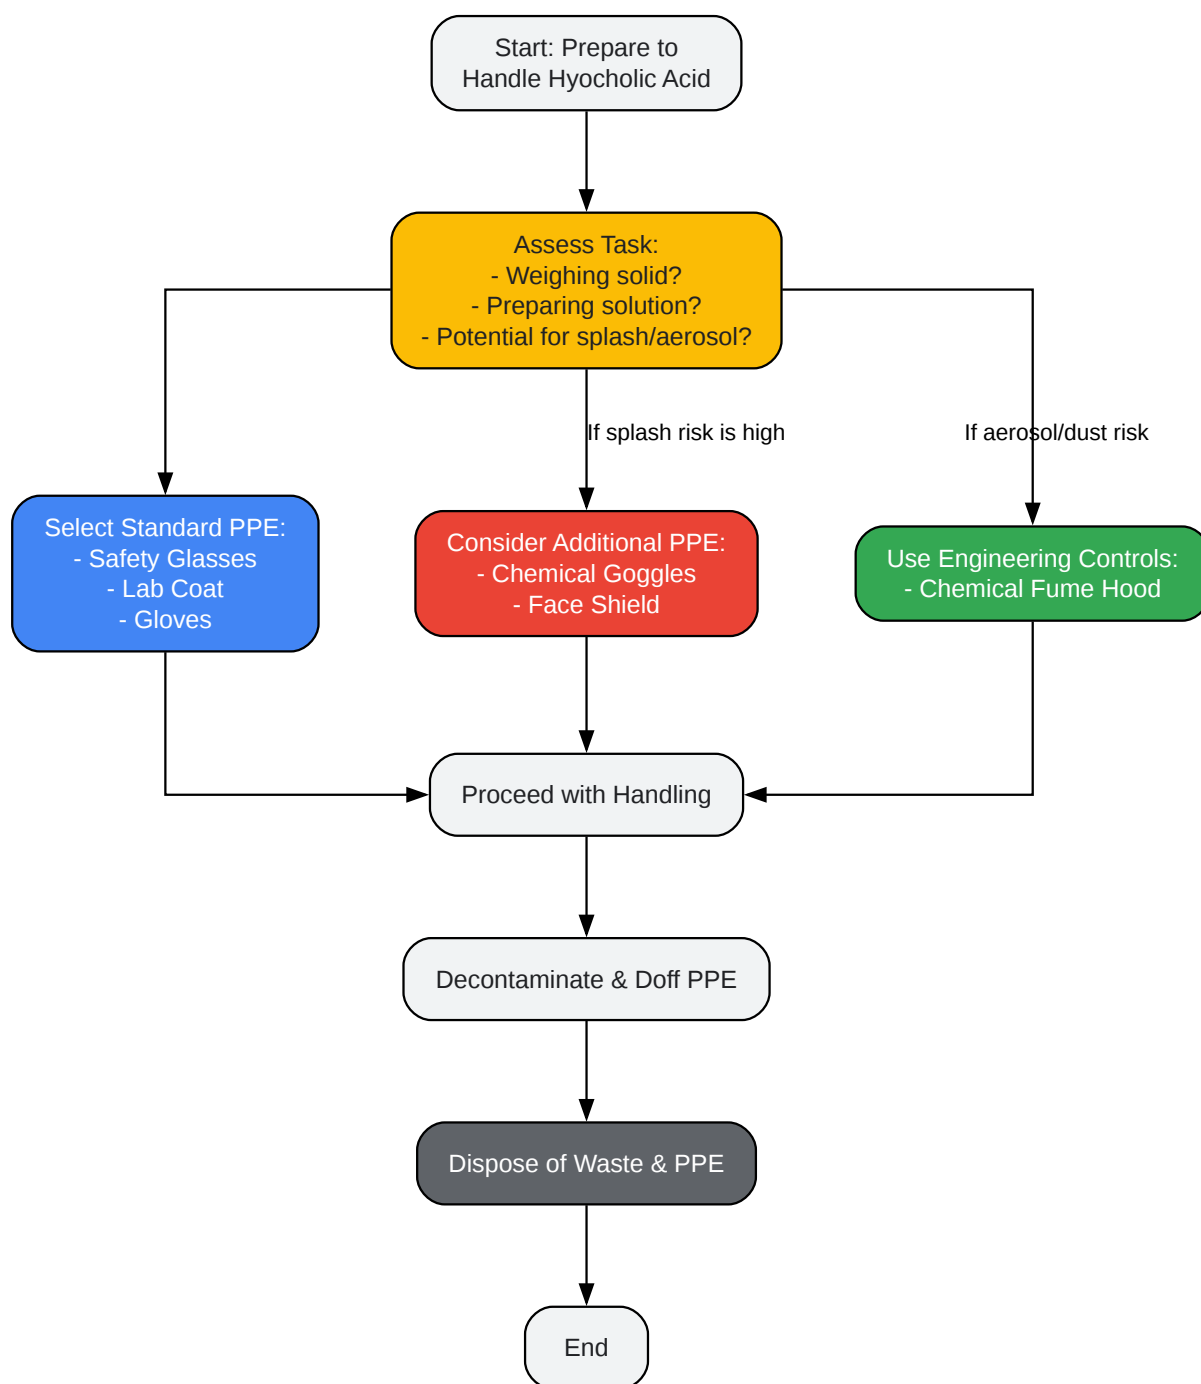 Start: Prepare to
Handle Hyocholic Acid
Assess Task:
- Weighing solid?
- Preparing solution?
- Potential for splash/aerosol?
If splash risk is high
If aerosol/dust risk
Select Standard PPE:
- Safety Glasses
- Lab Coat
- Gloves
Consider Additional PPE:
- Chemical Goggles
- Face Shield
Use Engineering Controls:
- Chemical Fume Hood
Proceed with Handling
Decontaminate & Doff PPE
Dispose of Waste & PPE
End